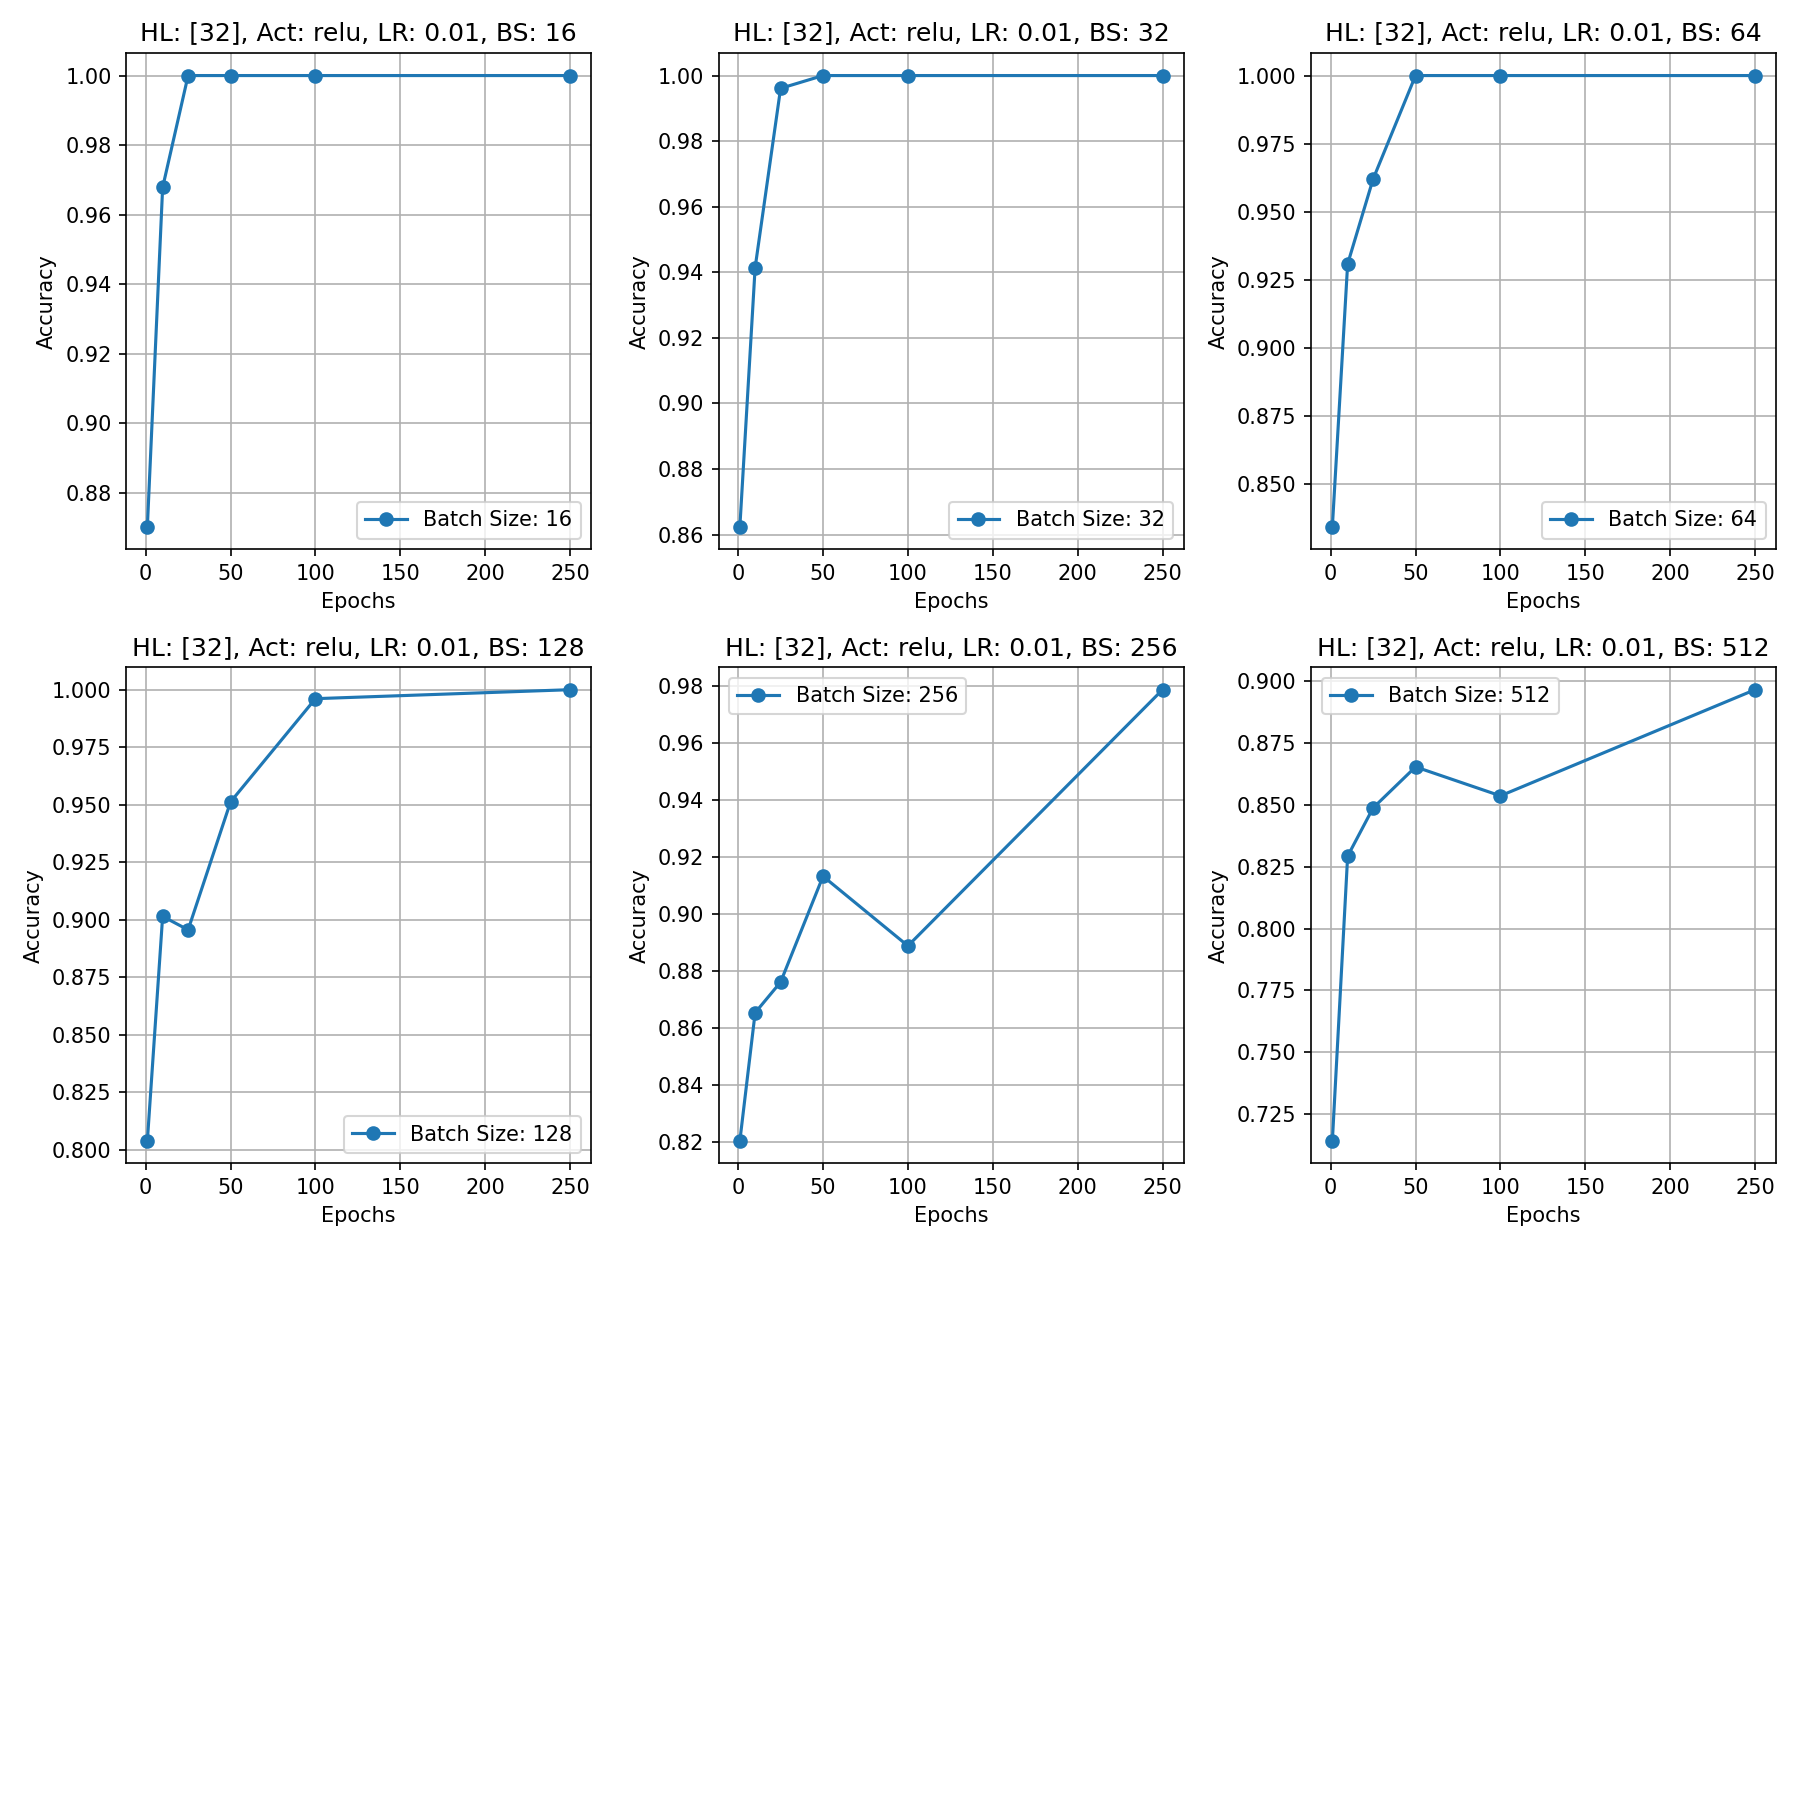 HL: [32], Act: relu, LR: 0.01, BS: 16
1.00
0.98
0.96
0.94
0.92
0.90
0.88
Accuracy
Batch Size: 16
0 50 100 150 200 250
Epochs
HL: [32], Act: relu, LR: 0.01, BS: 32
1.00
0.98
0.96
0.94
0.92
0.90
0.88
0.86
Accuracy
Batch Size: 32
0 50 100 150 200 250
Epochs
HL: [32], Act: relu, LR: 0.01, BS: 64
1.000
0.975
0.950
0.925
0.900
0.875
0.850
Accuracy
Batch Size: 64
0 50 100 150 200 250
Epochs
HL: [32], Act: relu, LR: 0.01, BS: 128
1.000
0.975
0.950
0.925
0.900
0.875
0.850
0.825
0.800
Accuracy
Batch Size: 128
0 50 100 150 200 250
Epochs
HL: [32], Act: relu, LR: 0.01, BS: 256
Batch Size: 256
0.98
0.96
0.94
0.92
0.90
0.88
0.86
0.84
0.82
Accuracy
0 50 100 150 200 250
Epochs
HL: [32], Act: relu, LR: 0.01, BS: 512
Batch Size: 512
0.900
0.875
0.850
0.825
0.800
0.775
0.750
0.725
Accuracy
0 50 100 150 200 250
Epochs